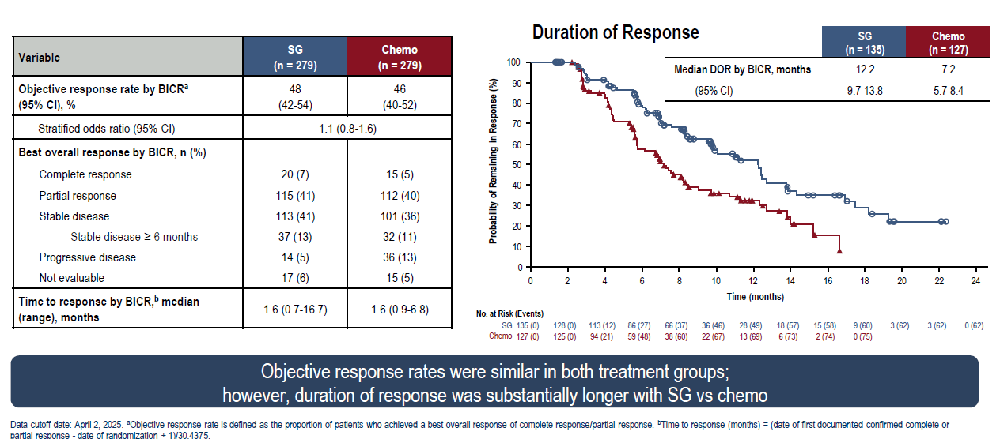 Variable
SG
(n = 279)
Chemo
(n = 279)
Objective response rate by BICRᵃ
(95% CI), %
48
(42-54)
46
(40-52)
Stratified odds ratio (95% CI)
1.1 (0.8-1.6)
Best overall response by BICR, n (%)
Complete response 20 (7) 15 (5)
Partial response 115 (41) 112 (40)
Stable disease 113 (41) 101 (36)
Stable disease ≥ 6 months 37 (13) 32 (11)
Progressive disease 14 (5) 36 (13)
Not evaluable 17 (6) 15 (5)
Time to response by BICR,ᵇ median
(range), months
1.6 (0.7-16.7) 1.6 (0.9-6.8)
Duration of Response
SG
(n = 135)
Chemo
(n = 127)
Median DOR by BICR, months 12.2 7.2
(95% CI) 9.7-13.8 5.7-8.4
Probability of Remaining in Response (%)
100
90
80
70
60
50
40
30
20
10
0
0 2 4 6 8 10 12 14 16 18 20 22 24
Time (months)
No. at Risk (Events)
SG 135 (0) 128 (0) 113 (12) 86 (27) 66 (37) 36 (46) 28 (49) 18 (57) 15 (58) 9 (60) 3 (62) 3 (62) 0 (62)
Chemo 127 (0) 125 (0) 94 (21) 59 (48) 38 (60) 22 (67) 13 (69) 6 (73) 2 (74) 0 (75)
Objective response rates were similar in both treatment groups;
however, duration of response was substantially longer with SG vs chemo
Data cutoff date: April 2, 2025. ᵃObjective response rate is defined as the proportion of patients who achieved a best overall response of complete response/partial response. ᵇTime to response (months) = (date of first documented confirmed complete or
partial response - date of randomization + 1)/30.4375.